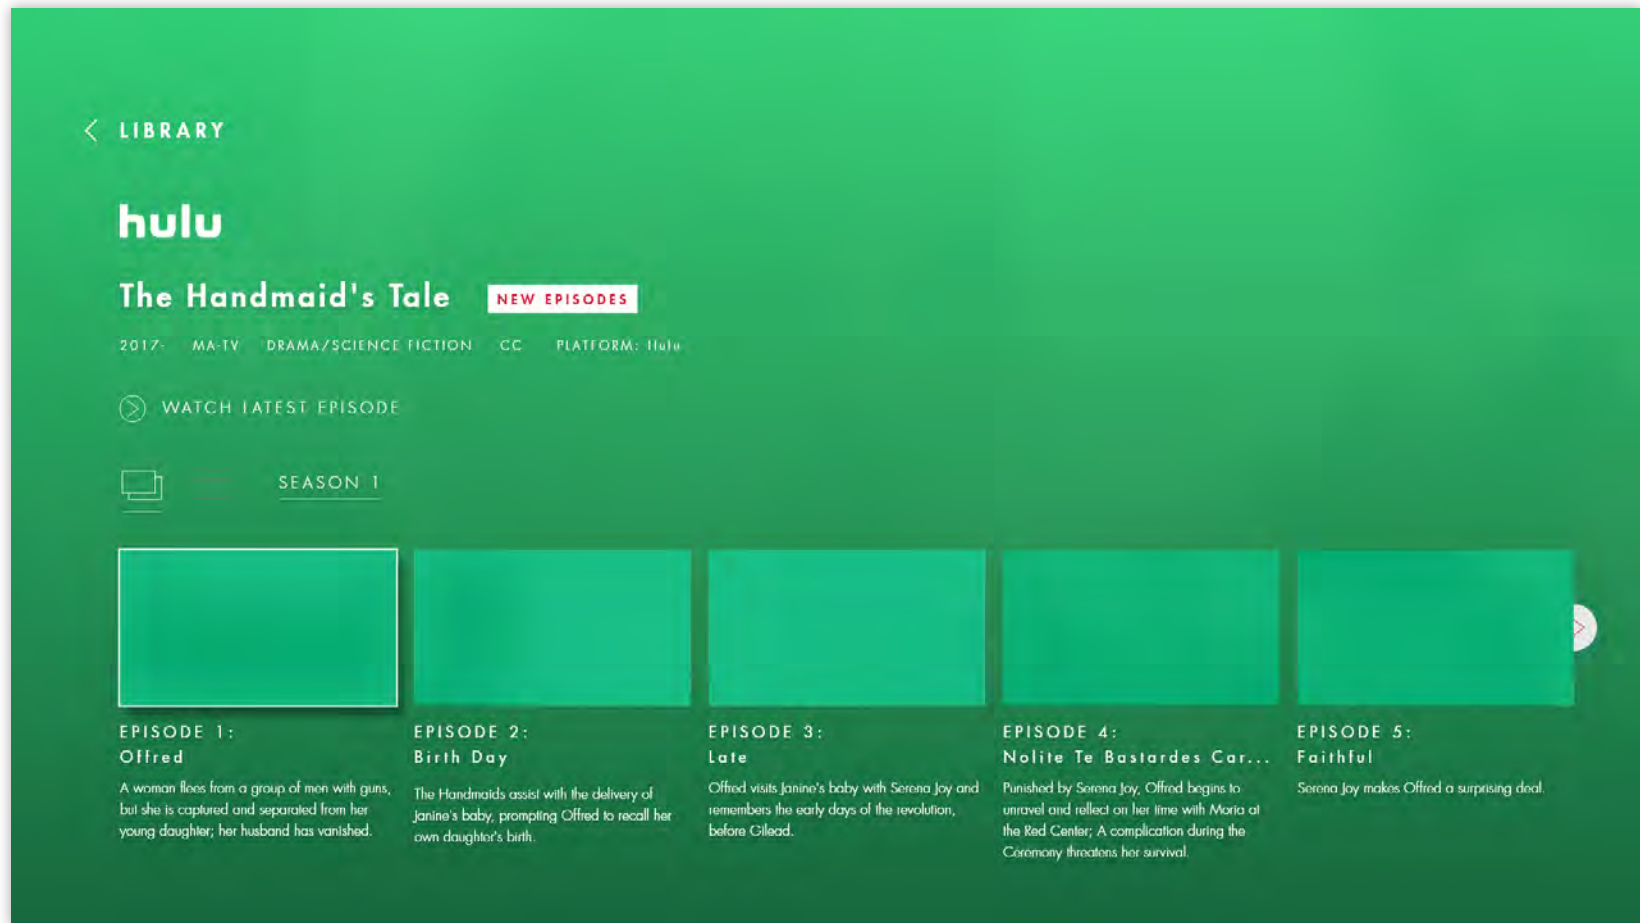 LIBRARY
hulu
The Handmaid's Tale NEW EPISODES
2017- MA-TV DRAMA/SCIENCE FICTION CC PLATFORM: Hulu
WATCH LATEST EPISODE
SEASON 1
EPISODE 1:
Offred
A woman flees from a group of men with guns,
but she is captured and separated from her
young daughter; her husband has vanished.
EPISODE 2:
Birth Day
The Handmaids assist with the delivery of
Janine's baby, prompting Offred to recall her
own daughter's birth.
EPISODE 3:
Late
Offred visits Janine's baby with Serena Joy and
remembers the early days of the revolution,
before Gilead.
EPISODE 4:
Nolite Te Bastardes Car...
Punished by Serena Joy, Offred begins to
unravel and reflect on her time with Moria at
the Red Center; A complication during the
Ceremony threatens her survival.
EPISODE 5:
Faithful
Serena Joy makes Offred a surprising deal.